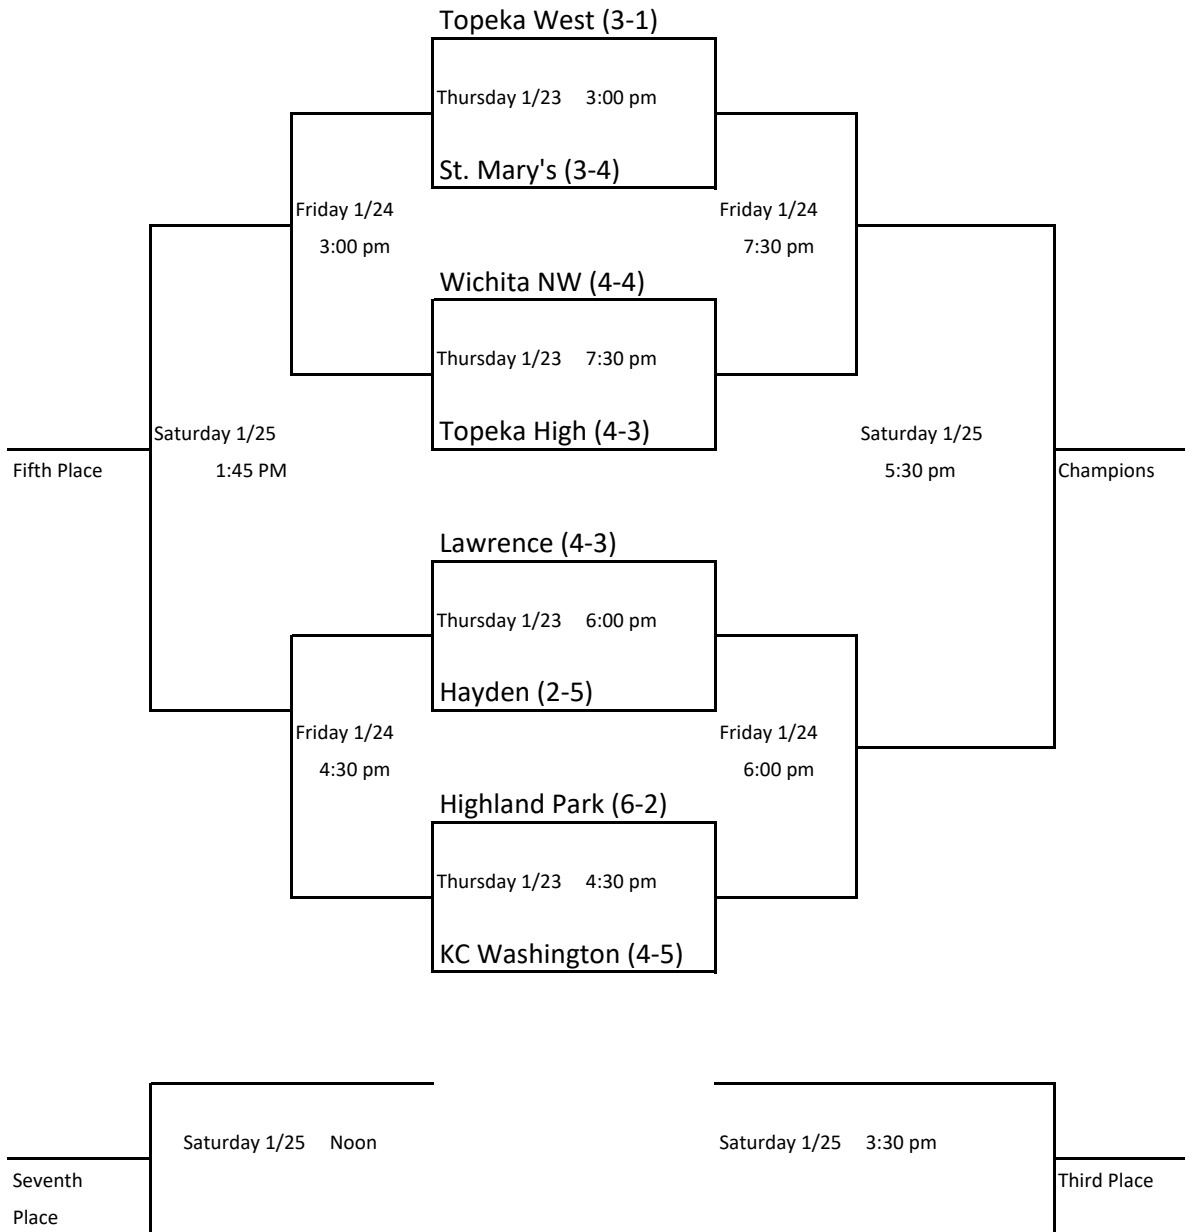 Topeka West (3-1)
Thursday 1/23 3:00 pm
St. Mary's (3-4)
Friday 1/24
3:00 pm
Friday 1/24
7:30 pm
Wichita NW (4-4)
Thursday 1/23 7:30 pm
Topeka High (4-3)
Saturday 1/25
1:45 PM
Fifth Place
Saturday 1/25
5:30 pm
Champions
Lawrence (4-3)
Thursday 1/23 6:00 pm
Hayden (2-5)
Friday 1/24
4:30 pm
Friday 1/24
6:00 pm
Highland Park (6-2)
Thursday 1/23 4:30 pm
KC Washington (4-5)
Saturday 1/25 Noon
Saturday 1/25 3:30 pm
Seventh
Place
Third Place